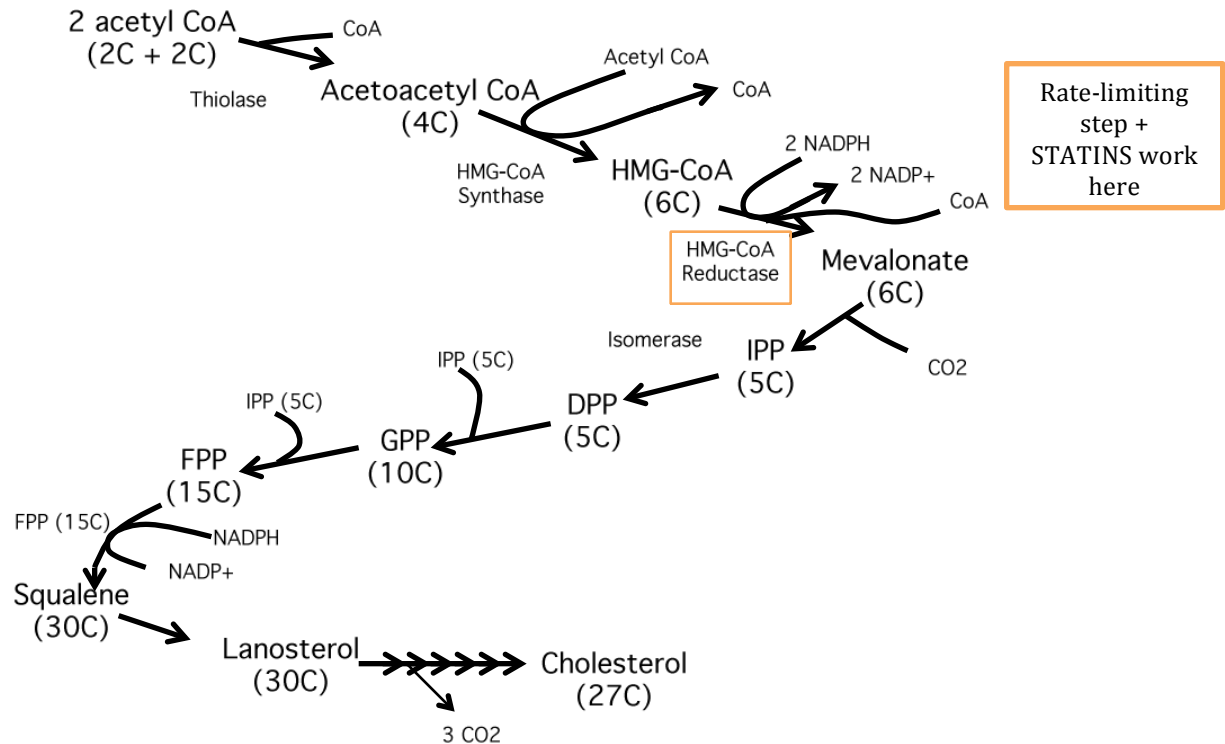 2 acetyl CoA
(2C + 2C)
CoA
Thiolase
Acetoacetyl CoA
(4C)
Acetyl CoA
CoA
HMG-CoA
Synthase
HMG-CoA
(6C)
2 NADPH
2 NADP+
CoA
Rate-limiting
step +
STATINS work
here
HMG-CoA
Reductase
Mevalonate
(6C)
CO2
Isomerase
IPP
(5C)
DPP
(5C)
IPP (5C)
GPP
(10C)
IPP (5C)
FPP
(15C)
FPP (15C)
NADPH
NADP+
Squalene
(30C)
Lanosterol
(30C)
3 CO2
Cholesterol
(27C)